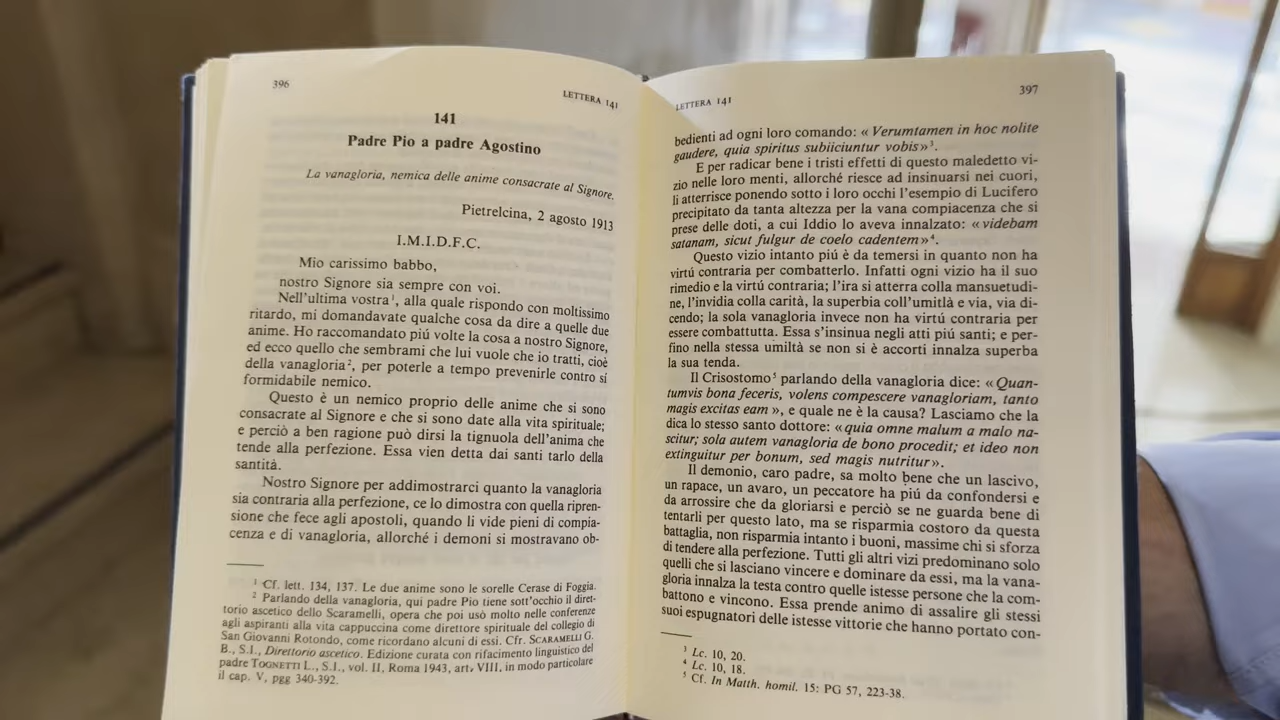 396
LETTERA 141
141
Padre Pio a padre Agostino
La vanagloria, nemica delle anime consacrate al Signore.
Pietrelcina, 2 agosto 1913
I.M.I.D.F.C.
Mio carissimo babbo,
nostro Signore sia sempre con voi.
Nell'ultima vostra¹, alla quale rispondo con moltissimo
ritardo, mi domandavate qualche cosa da dire a quelle due
anime. Ho raccomandato piú volte la cosa a nostro Signore,
ed ecco quello che sembrami che lui vuole che io tratti, cioè
della vanagloria², per poterle a tempo prevenirle contro sí
formidabile nemico.
Questo è un nemico proprio delle anime che si sono
consacrate al Signore e che si sono date alla vita spirituale;
e perciò a ben ragione può dirsi la tignuola dell'anima che
tende alla perfezione. Essa vien detta dai santi tarlo della
santità.
Nostro Signore per addimostrarci quanto la vanagloria
sia contraria alla perfezione, ce lo dimostra con quella ripren-
sione che fece agli apostoli, quando li vide pieni di compia-
cenza e di vanagloria, allorché i demoni si mostravano ob-
¹ Cf. lett. 134, 137. Le due anime sono le sorelle Cerase di Foggia.
² Parlando della vanagloria, qui padre Pio tiene sott'occhio il diret-
torio ascetico dello Scaramelli, opera che poi usò molto nelle conferenze
agli aspiranti alla vita cappuccina come direttore spirituale del collegio di
San Giovanni Rotondo, come ricordano alcuni di essi. Cfr. SCARAMELLI G.
B., S.I., Direttorio ascetico. Edizione curata con rifacimento linguistico del
padre TOGNETTI L., S.I., vol. II, Roma 1943, art. VIII, in modo particolare
il cap. V, pgg 340-392.
LETTERA 141
397
bedienti ad ogni loro comando: «Verumtamen in hoc nolite
gaudere, quia spiritus subiiciuntur vobis»³.
E per radicar bene i tristi effetti di questo maledetto vi-
zio nelle loro menti, allorché riesce ad insinuarsi nei cuori,
li atterrisce ponendo sotto i loro occhi l'esempio di Lucifero
precipitato da tanta altezza per la vana compiacenza che si
prese delle doti, a cui Iddio lo aveva innalzato: «videbam
satanam, sicut fulgur de coelo cadentem»⁴.
Questo vizio intanto piú è da temersi in quanto non ha
virtú contraria per combatterlo. Infatti ogni vizio ha il suo
rimedio e la virtú contraria; l'ira si atterra colla mansuetudi-
ne, l'invidia colla carità, la superbia coll'umitlà e via, via di-
cendo; la sola vanagloria invece non ha virtú contraria per
essere combattuta. Essa s'insinua negli atti piú santi; e per-
fino nella stessa umiltà se non si è accorti innalza superba
la sua tenda.
Il Crisostomo⁵ parlando della vanagloria dice: «Quan-
tumvis bona feceris, volens compescere vanagloriam, tanto
magis excitas eam», e quale ne è la causa? Lasciamo che la
dica lo stesso santo dottore: «quia omne malum a malo na-
scitur; sola autem vanagloria de bono procedit; et ideo non
extinguitur per bonum, sed magis nutritur».
Il demonio, caro padre, sa molto bene che un lascivo,
un rapace, un avaro, un peccatore ha piú da confondersi e
da arrossire che da gloriarsi e perciò se ne guarda bene di
tentarli per questo lato, ma se risparmia costoro da questa
battaglia, non risparmia intanto i buoni, massime chi si sforza
di tendere alla perfezione. Tutti gli altri vizi predominano solo
quelli che si lasciano vincere e dominare da essi, ma la vana-
gloria innalza la testa contro quelle istesse persone che la com-
battono e vincono. Essa prende animo di assalire gli stessi
suoi espugnatori delle istesse vittorie che hanno portato con-
³ Lc. 10, 20.
⁴ Lc. 10, 18.
⁵ Cf. In Matth. homil. 15: PG 57, 223-38.